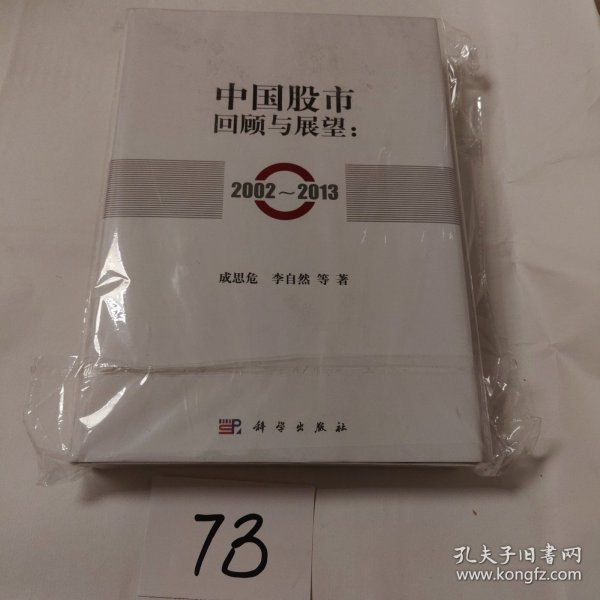 中国股市
回顾与展望：
2002～2013
成思危 李自然 等 著
科学出版社
73
孔夫子旧书网
www.kongfz.com